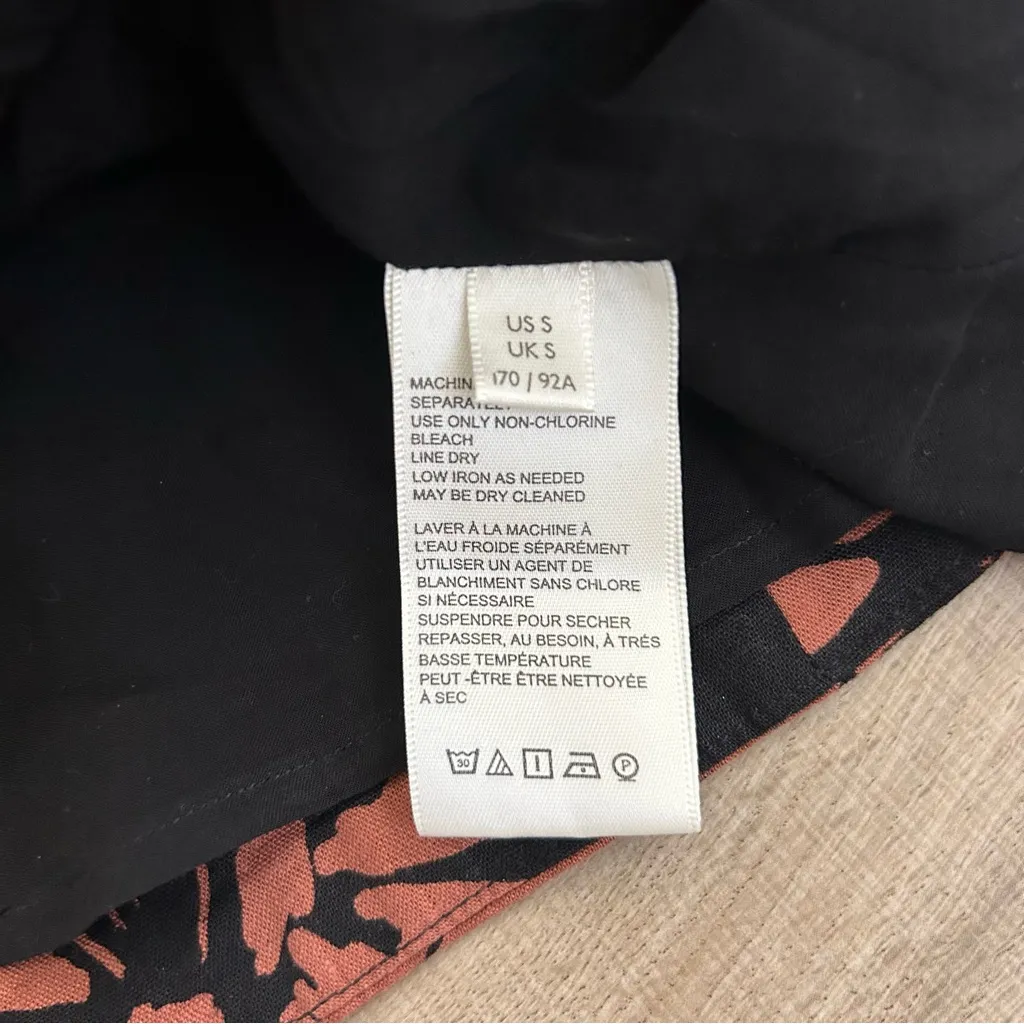 US S
UK S
170 / 92A
MACHIN
SEPARATELY
USE ONLY NON-CHLORINE
BLEACH
LINE DRY
LOW IRON AS NEEDED
MAY BE DRY CLEANED
LAVER À LA MACHINE À
L'EAU FROIDE SÉPARÉMENT
UTILISER UN AGENT DE
BLANCHIMENT SANS CHLORE
SI NÉCESSAIRE
SUSPENDRE POUR SECHER
REPASSER, AU BESOIN, À TRÉS
BASSE TEMPÉRATURE
PEUT -ÊTRE ÊTRE NETTOYÉE
À SEC
30 P